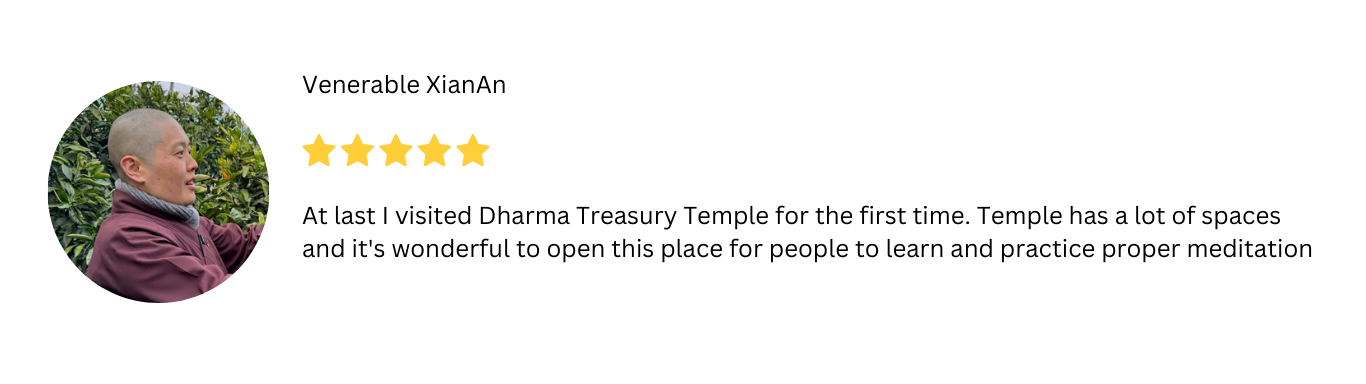 Venerable XianAn
At last I visited Dharma Treasury Temple for the first time. Temple has a lot of spaces
and it's wonderful to open this place for people to learn and practice proper meditation